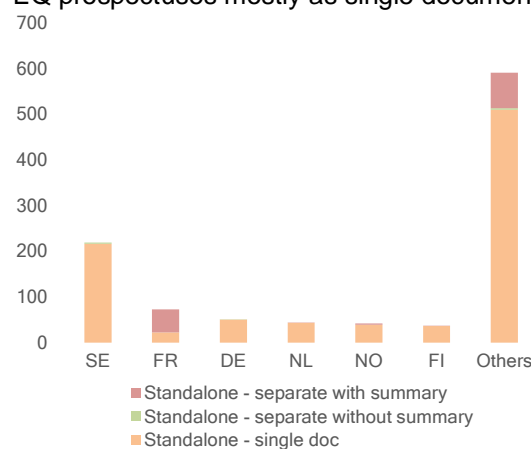 EQ prospectuses mostly as single documen
700
600
500
400
300
200
100
0
SE FR DE NL NO FI Others
Standalone - separate with summary
Standalone - separate without summary
Standalone - single doc